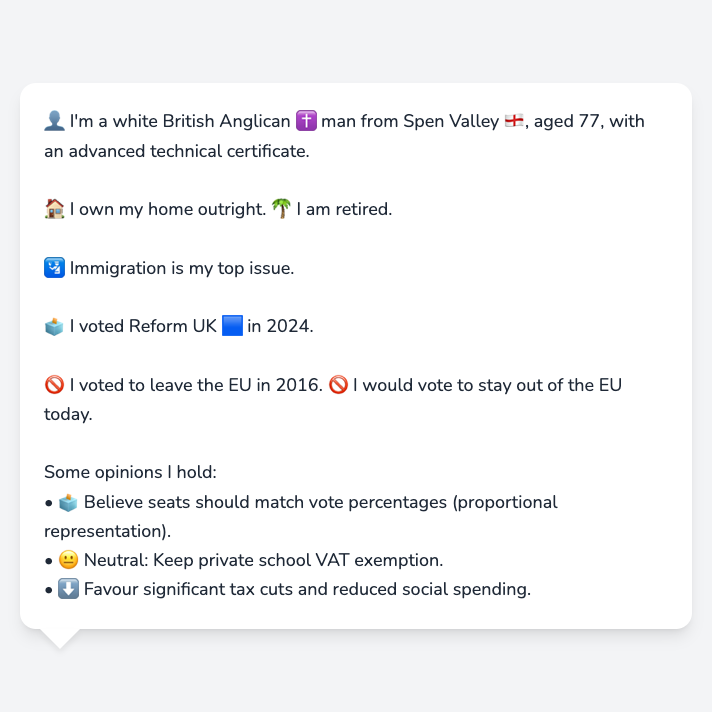 👤 I'm a white British Anglican ✝️ man from Spen Valley 🏴󠁧󠁢󠁥󠁮󠁧󠁿, aged 77, with
an advanced technical certificate.
🏠 I own my home outright. 🌴 I am retired.
🛂 Immigration is my top issue.
🗳️ I voted Reform UK 🟦 in 2024.
🚫 I voted to leave the EU in 2016. 🚫 I would vote to stay out of the EU
today.
Some opinions I hold:
• 🗳️ Believe seats should match vote percentages (proportional
representation).
• 😐 Neutral: Keep private school VAT exemption.
• ⬇️ Favour significant tax cuts and reduced social spending.